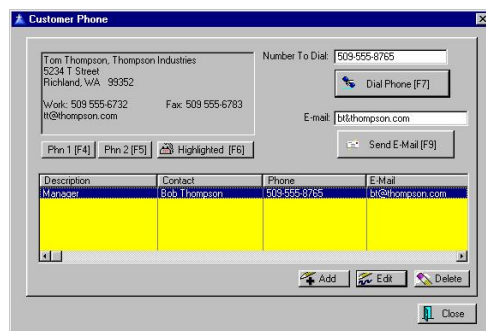 Customer Phone
Tom Thompson, Thompson Industries
5234 T Street
Richland, WA 99352
Work: 509 555-6732 Fax: 509 555-6783
tt@thompson.com
Number To Dial: 509-555-8765
Dial Phone [F7]
E-mail: bt&thompson.com
Send E-Mail [F9]
Phn 1 [F4] Phn 2 [F5] Highlighted [F6]
Description Contact Phone E-Mail
Manager Bob Thompson 509-555-8765 bt@thompson.com
Add Edit Delete
Close